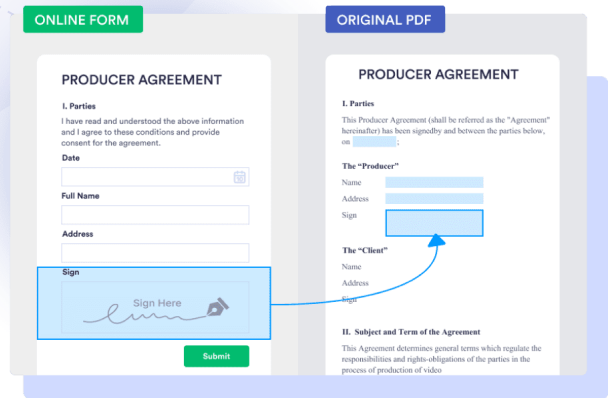 ONLINE FORM
PRODUCER AGREEMENT
I. Parties
I have read and understood the above information
and I agree to these conditions and provide
consent for the agreement.
Date
Full Name
Address
Sign
Sign Here
Submit
ORIGINAL PDF
PRODUCER AGREEMENT
I. Parties
This Producer Agreement (shall be referred as the "Agreement"
hereinafter) has been signedby and between the parties below,
on ;
The “Producer”
Name
Address
Sign
The “Client”
Name
Address
Sign
II. Subject and Term of the Agreement
This Agreement determines general terms which regulate the
responsibilities and rights-obligations of the parties in the
process of production of video